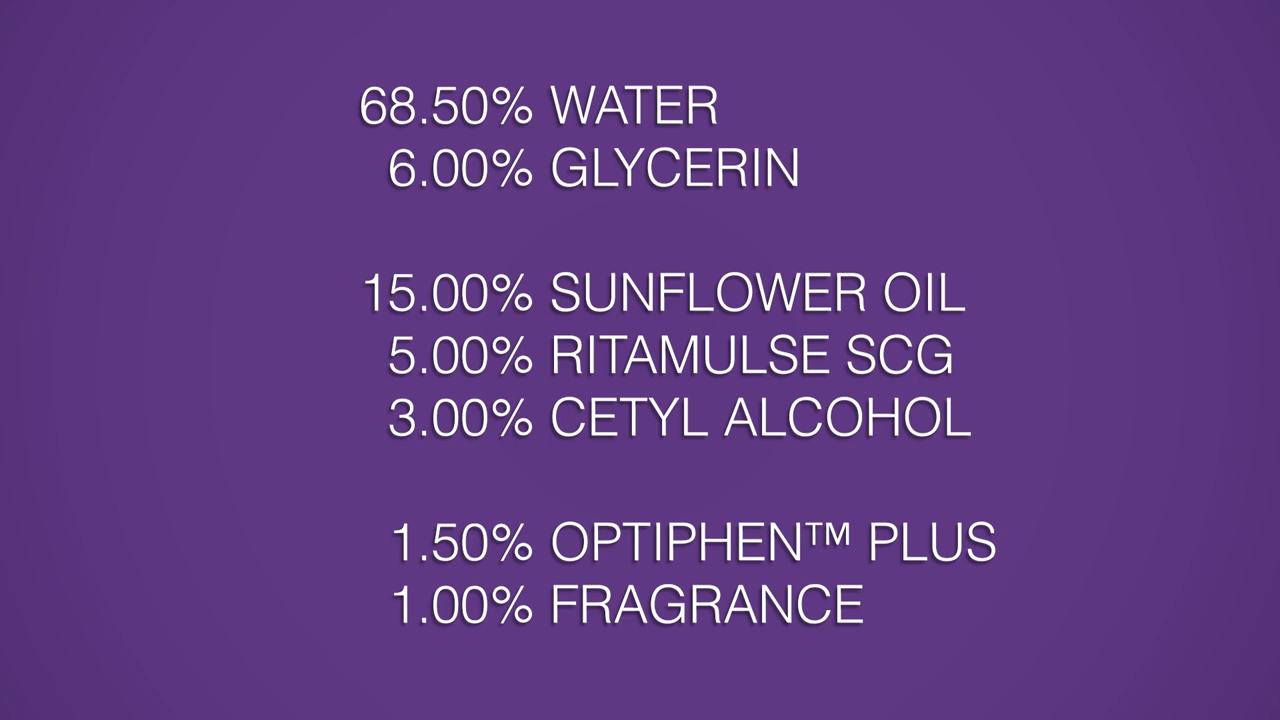 68.50% WATER
6.00% GLYCERIN
15.00% SUNFLOWER OIL
5.00% RITAMULSE SCG
3.00% CETYL ALCOHOL
1.50% OPTIPHEN™ PLUS
1.00% FRAGRANCE